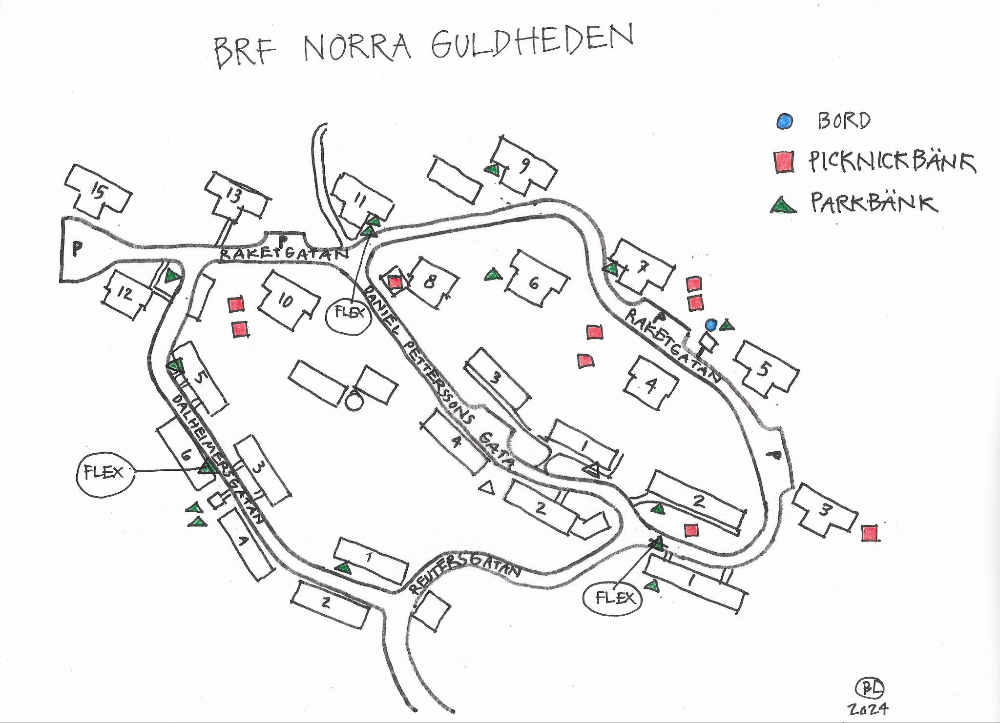 BRF NORRA GULDHEDEN
BORD
PICKNICKBÄNK
PARKBÄNK
9
15
13
11
P
P
RAKETGATAN
7
12
10
8
6
FLEX
DANIEL PETTERSSONS GATA
P
RAKETGATAN
5
5
3
4
DALHEIMERSGATAN
6
4
1
P
FLEX
3
2
2
3
4
1
REUTERSGATAN
1
2
FLEX
BL
2024